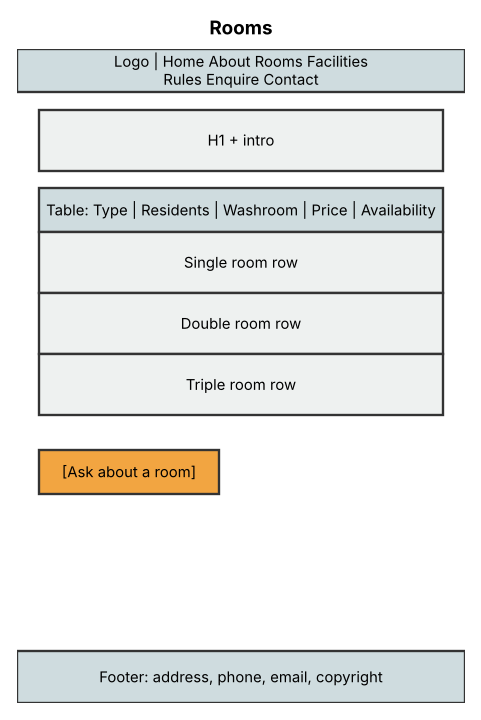 Rooms
Logo | Home About Rooms Facilities
Rules Enquire Contact
H1 + intro
Table: Type | Residents | Washroom | Price | Availability
Single room row
Double room row
Triple room row
[Ask about a room]
Footer: address, phone, email, copyright